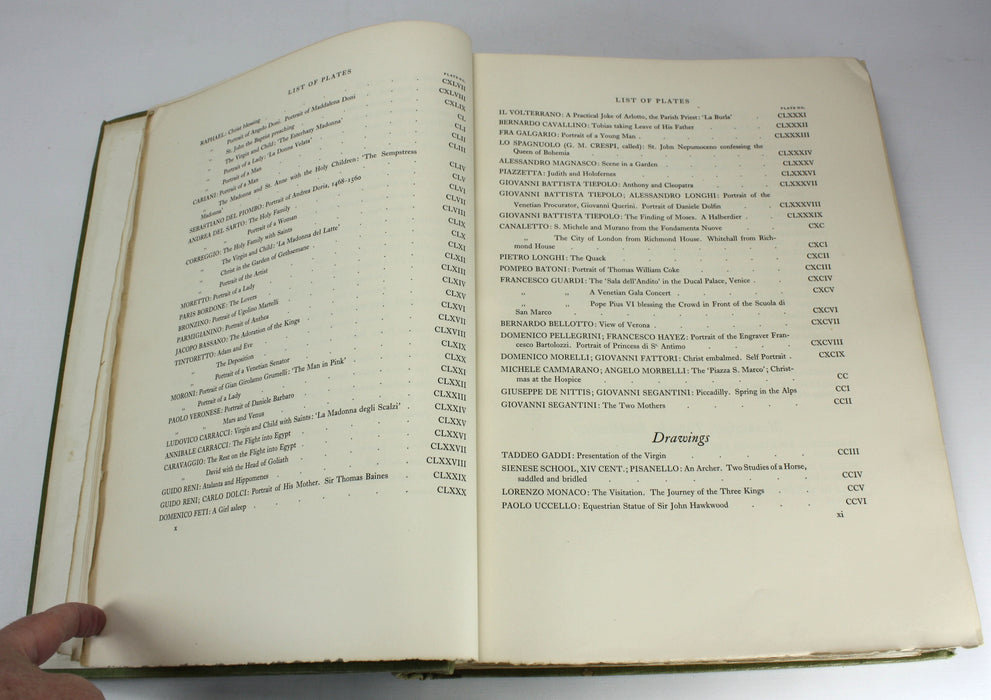 LIST OF PLATES
PLATE NO.
RAPHAEL: Christ blessing . CXLVII
„ Portrait of Angelo Doni. Portrait of Maddalena Doni CXLVIII
„ St. John the Baptist preaching CXLIX
„ The Virgin and Child: 'The Esterhazy Madonna' CL
„ Portrait of a Lady: 'La Donna Velata' CLI
„ Portrait of a Man CLII
CARIANI: Portrait of a Man CLIII
The Madonna and St. Anne with the Holy Children: 'The Sempstress
Madonna' CLIV
SEBASTIANO DEL PIOMBO: Portrait of Andrea Doria, 1468-1560 CLV
ANDREA DEL SARTO: The Holy Family CLVI
„ „ Portrait of a Woman CLVII
CORREGGIO: The Holy Family with Saints CLVIII
„ The Virgin and Child: 'La Madonna del Latte' CLIX
„ Christ in the Garden of Gethsemane CLX
„ Portrait of the Artist CLXI
MORETTO: Portrait of a Lady CLXII
PARIS BORDONE: The Lovers CLXIII
BRONZINO: Portrait of Ugolino Martelli CLXIV
PARMIGIANINO: Portrait of Anthea CLXV
JACOPO BASSANO: The Adoration of the Kings CLXVI
TINTORETTO: Adam and Eve CLXVII
„ The Deposition CLXVIII
„ Portrait of a Venetian Senator CLXIX
MORONI: Portrait of Gian Girolamo Grumelli: 'The Man in Pink' CLXX
„ Portrait of a Lady CLXXI
PAOLO VERONESE: Portrait of Daniele Barbaro CLXXII
„ „ Mars and Venus CLXXIII
LUDOVICO CARRACCI: Virgin and Child with Saints: 'La Madonna degli Scalzi' CLXXIV
ANNIBALE CARRACCI: The Flight into Egypt CLXXV
CARAVAGGIO: The Rest on the Flight into Egypt CLXXVI
„ David with the Head of Goliath CLXXVII
GUIDO RENI: Atalanta and Hippomenes CLXXVIII
GUIDO RENI; CARLO DOLCI: Portrait of His Mother. Sir Thomas Baines CLXXIX
DOMENICO FETI: A Girl asleep CLXXX
x
LIST OF PLATES
PLATE NO.
IL VOLTERRANO: A Practical Joke of Arlotto, the Parish Priest: 'La Burla' CLXXXI
BERNARDO CAVALLINO: Tobias taking Leave of His Father CLXXXII
FRA GALGARIO: Portrait of a Young Man CLXXXIII
LO SPAGNUOLO (G. M. CRESPI, called): St. John Nepumoceno confessing the
Queen of Bohemia CLXXXIV
ALESSANDRO MAGNASCO: Scene in a Garden CLXXXV
PIAZZETTA: Judith and Holofernes CLXXXVI
GIOVANNI BATTISTA TIEPOLO: Anthony and Cleopatra CLXXXVII
GIOVANNI BATTISTA TIEPOLO; ALESSANDRO LONGHI: Portrait of the
Venetian Procurator, Giovanni Querini. Portrait of Daniele Dolfin CLXXXVIII
GIOVANNI BATTISTA TIEPOLO: The Finding of Moses. A Halberdier CLXXXIX
CANALETTO: S. Michele and Murano from the Fondamenta Nuove CXC
„ The City of London from Richmond House. Whitehall from Rich-
mond House CXCI
PIETRO LONGHI: The Quack CXCII
POMPEO BATONI: Portrait of Thomas William Coke CXCIII
FRANCESCO GUARDI: The 'Sala dell'Andito' in the Ducal Palace, Venice CXCIV
„ „ A Venetian Gala Concert CXCV
„ „ Pope Pius VI blessing the Crowd in Front of the Scuola di
San Marco CXCVI
BERNARDO BELLOTTO: View of Verona CXCVII
DOMENICO PELLEGRINI; FRANCESCO HAYEZ: Portrait of the Engraver Fran-
cesco Bartolozzi. Portrait of Princess di Sᵗ Antimo CXCVIII
DOMENICO MORELLI; GIOVANNI FATTORI: Christ embalmed. Self Portrait CXCIX
MICHELE CAMMARANO; ANGELO MORBELLI: The 'Piazza S. Marco'; Christ-
mas at the Hospice CC
GIUSEPPE DE NITTIS; GIOVANNI SEGANTINI: Piccadilly. Spring in the Alps CCI
GIOVANNI SEGANTINI: The Two Mothers CCII
Drawings
TADDEO GADDI: Presentation of the Virgin CCIII
SIENESE SCHOOL, XIV CENT.; PISANELLO: An Archer. Two Studies of a Horse,
saddled and bridled CCIV
LORENZO MONACO: The Visitation. The Journey of the Three Kings CCV
PAOLO UCCELLO: Equestrian Statue of Sir John Hawkwood CCVI
xi